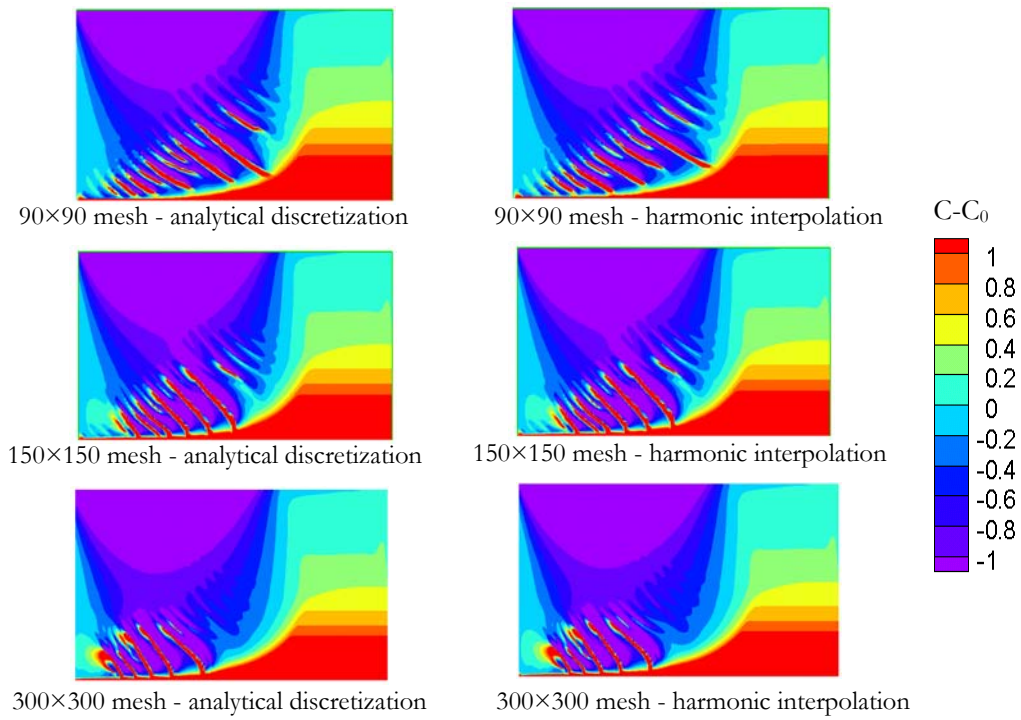 90×90 mesh - analytical discretization
90×90 mesh - harmonic interpolation
150×150 mesh - analytical discretization
150×150 mesh - harmonic interpolation
300×300 mesh - analytical discretization
300×300 mesh - harmonic interpolation
C-C₀
1
0.8
0.6
0.4
0.2
0
-0.2
-0.4
-0.6
-0.8
-1